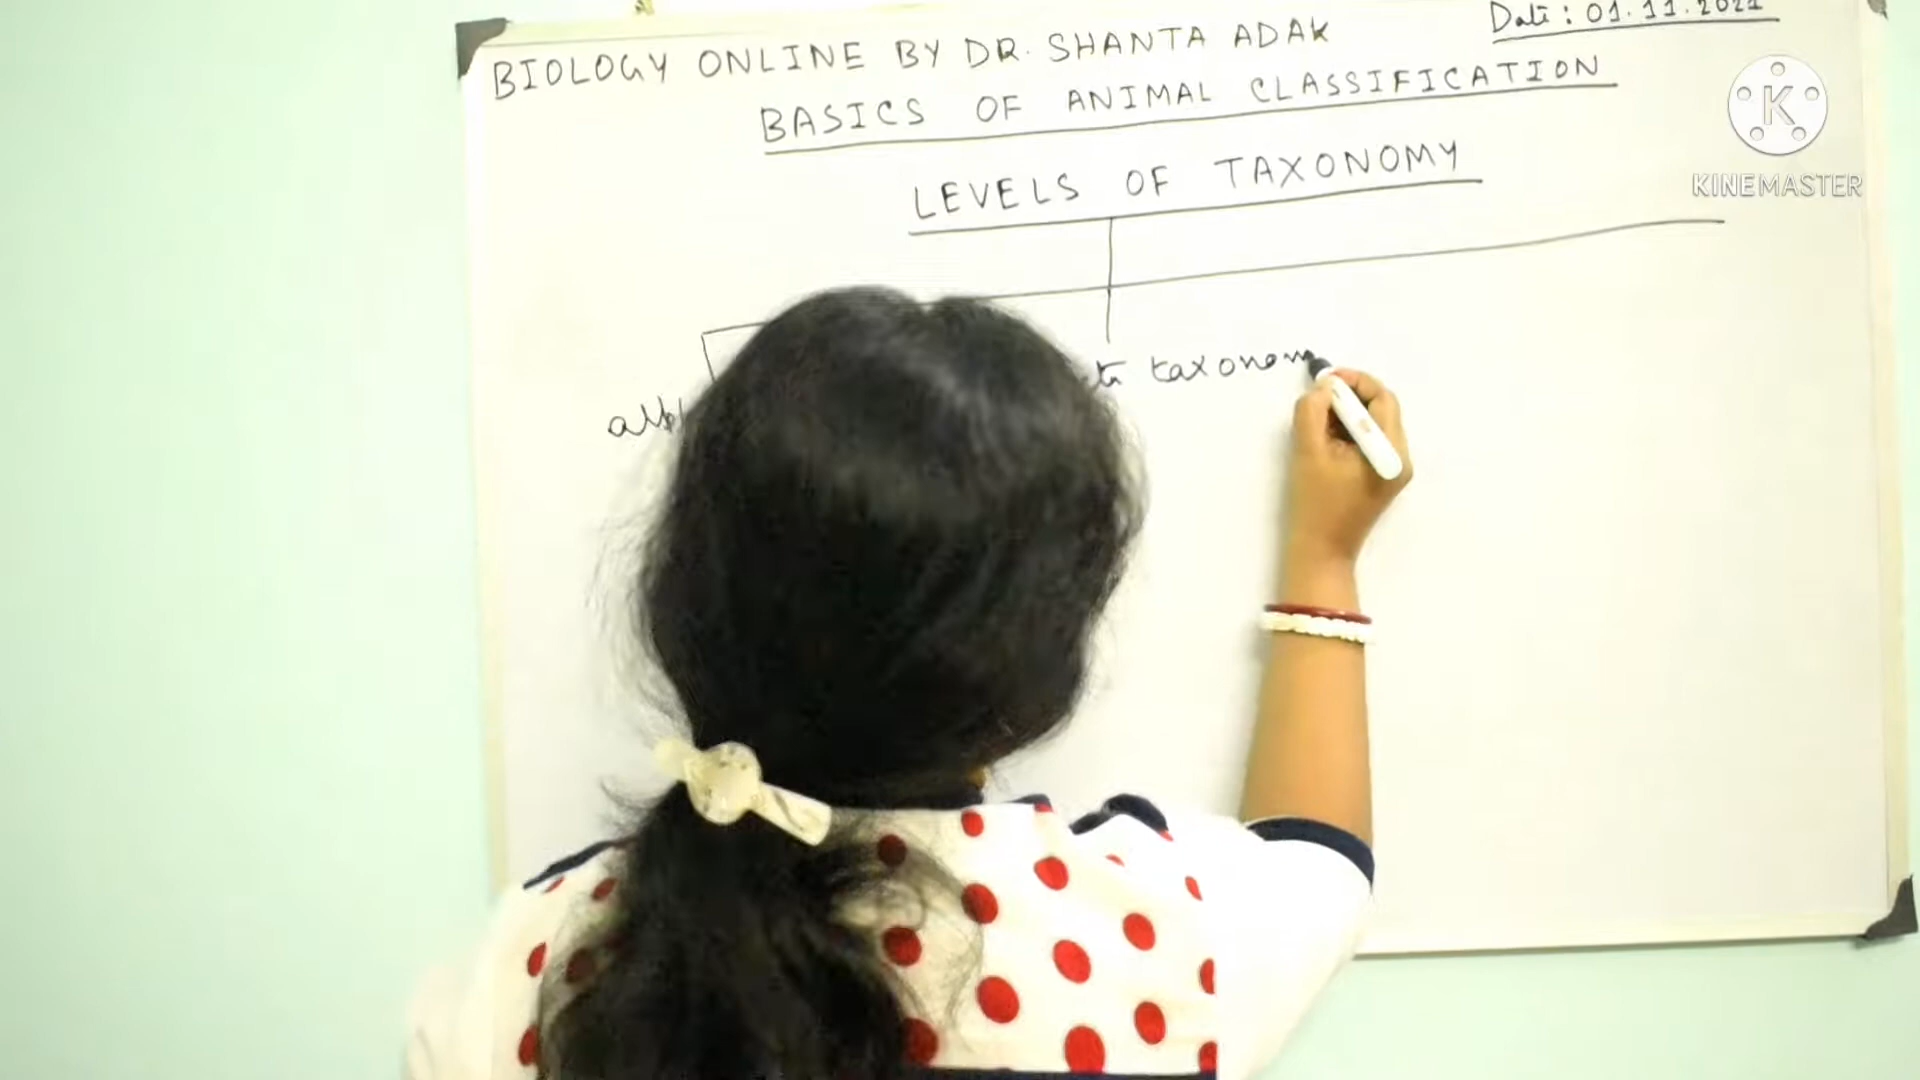 Date: 01.11.2021
BIOLOGY ONLINE BY DR. SHANTA ADAK
BASICS OF ANIMAL CLASSIFICATION
LEVELS OF TAXONOMY
taxonom
K
KINEMASTER